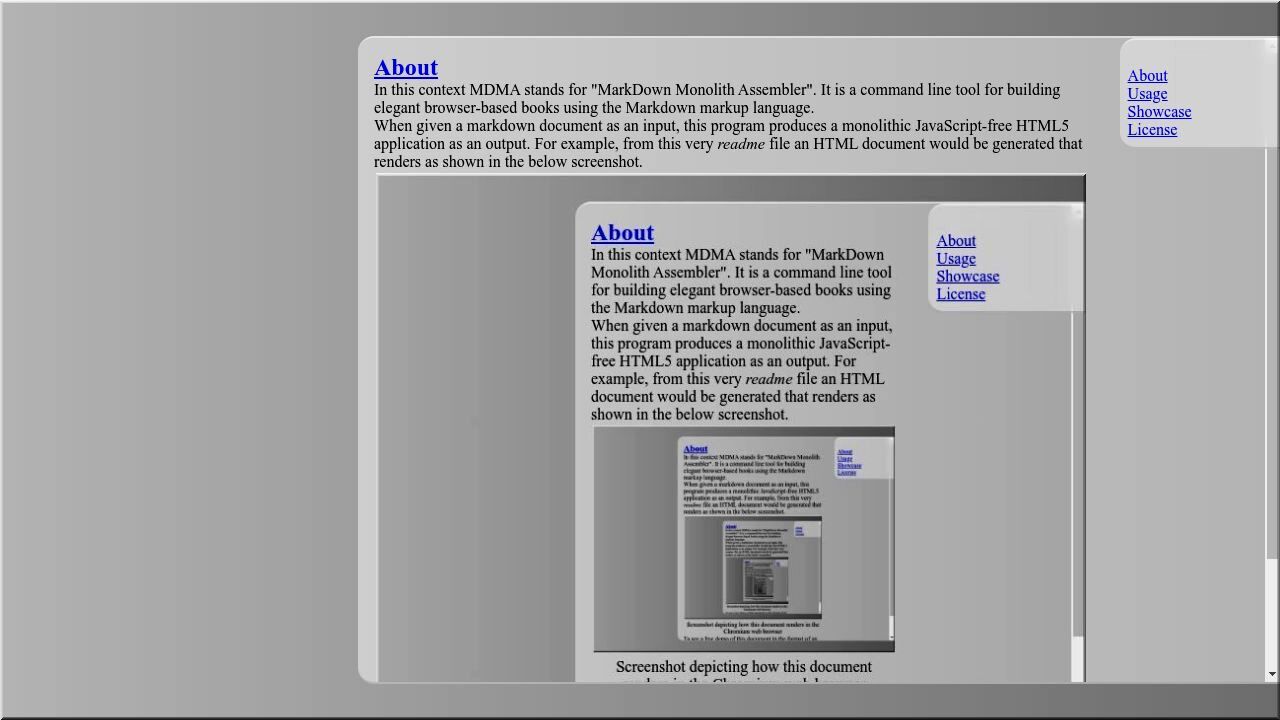 About
In this context MDMA stands for "MarkDown Monolith Assembler". It is a command line tool for building
elegant browser-based books using the Markdown markup language.
When given a markdown document as an input, this program produces a monolithic JavaScript-free HTML5
application as an output. For example, from this very readme file an HTML document would be generated that
renders as shown in the below screenshot.
About
Usage
Showcase
License
About
In this context MDMA stands for "MarkDown
Monolith Assembler". It is a command line tool
for building elegant browser-based books using
the Markdown markup language.
When given a markdown document as an input,
this program produces a monolithic JavaScript-
free HTML5 application as an output. For
example, from this very readme file an HTML
document would be generated that renders as
shown in the below screenshot.
About
Usage
Showcase
License
About
In this context MDMA stands for "MarkDown Monolith
Assembler". It is a command line tool for building
elegant browser-based books using the Markdown
markup language.
When given a markdown document as an input, this
program produces a monolithic JavaScript-free HTML5
application as an output. For example, from this very
readme file an HTML document would be generated that
renders as shown in the below screenshot.
About
Usage
Showcase
License
About
Screenshot depicting how this document renders in the
Chromium web browser
To see a live demo of this document in the format of an
Screenshot depicting how this document
renders in the Chromium web browser